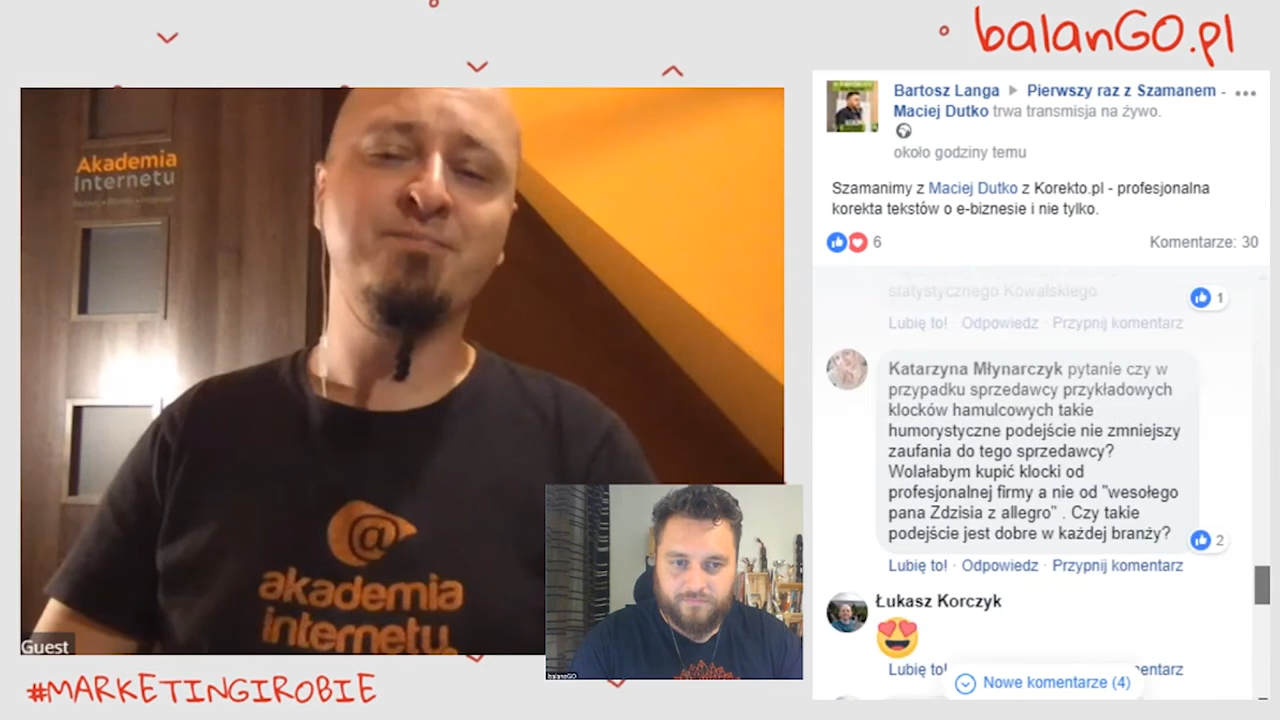 balanGO.pl
Akademia
Internetu
@
akademia
internetu
Guest
balanGO
#MARKETINGIROBIE
Bartosz Langa ▶ Pierwszy raz z Szamanem -
Maciej Dutko trwa transmisja na żywo.
około godziny temu
Szamanimy z Maciej Dutko z Korekto.pl - profesjonalna
korekta tekstów o e-biznesie i nie tylko.
6
Komentarze: 30
statystycznego Kowalskiego
1
Lubię to! · Odpowiedz · Przypnij komentarz
Katarzyna Młynarczyk pytanie czy w
przypadku sprzedawcy przykładowych
klocków hamulcowych takie
humorystyczne podejście nie zmniejszy
zaufania do tego sprzedawcy?
Wolałabym kupić klocki od
profesjonalnej firmy a nie od "wesołego
pana Zdzisia z allegro" . Czy takie
podejście jest dobre w każdej branży?
2
Lubię to! · Odpowiedz · Przypnij komentarz
Łukasz Korczyk
Lubię to!
Nowe komentarze (4)